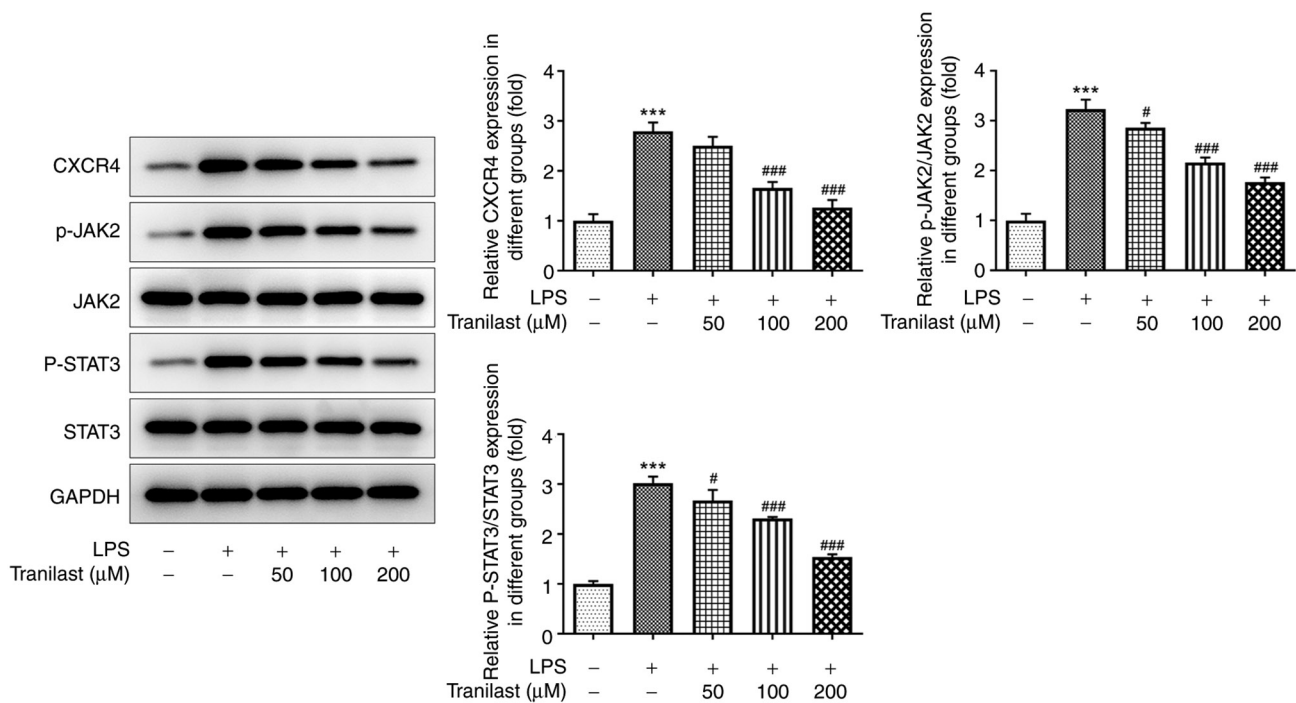 CXCR4
p-JAK2
JAK2
P-STAT3
STAT3
GAPDH
LPS – + + + +
Tranilast (μM) – – 50 100 200
Relative CXCR4 expression in
different groups (fold)
4
3
2
1
0
***
###
###
LPS – + + + +
Tranilast (μM) – – 50 100 200
Relative p-JAK2/JAK2 expression
in different groups (fold)
4
3
2
1
0
***
#
###
###
LPS – + + + +
Tranilast (μM) – – 50 100 200
Relative P-STAT3/STAT3 expression
in different groups (fold)
4
3
2
1
0
***
#
###
###
LPS – + + + +
Tranilast (μM) – – 50 100 200